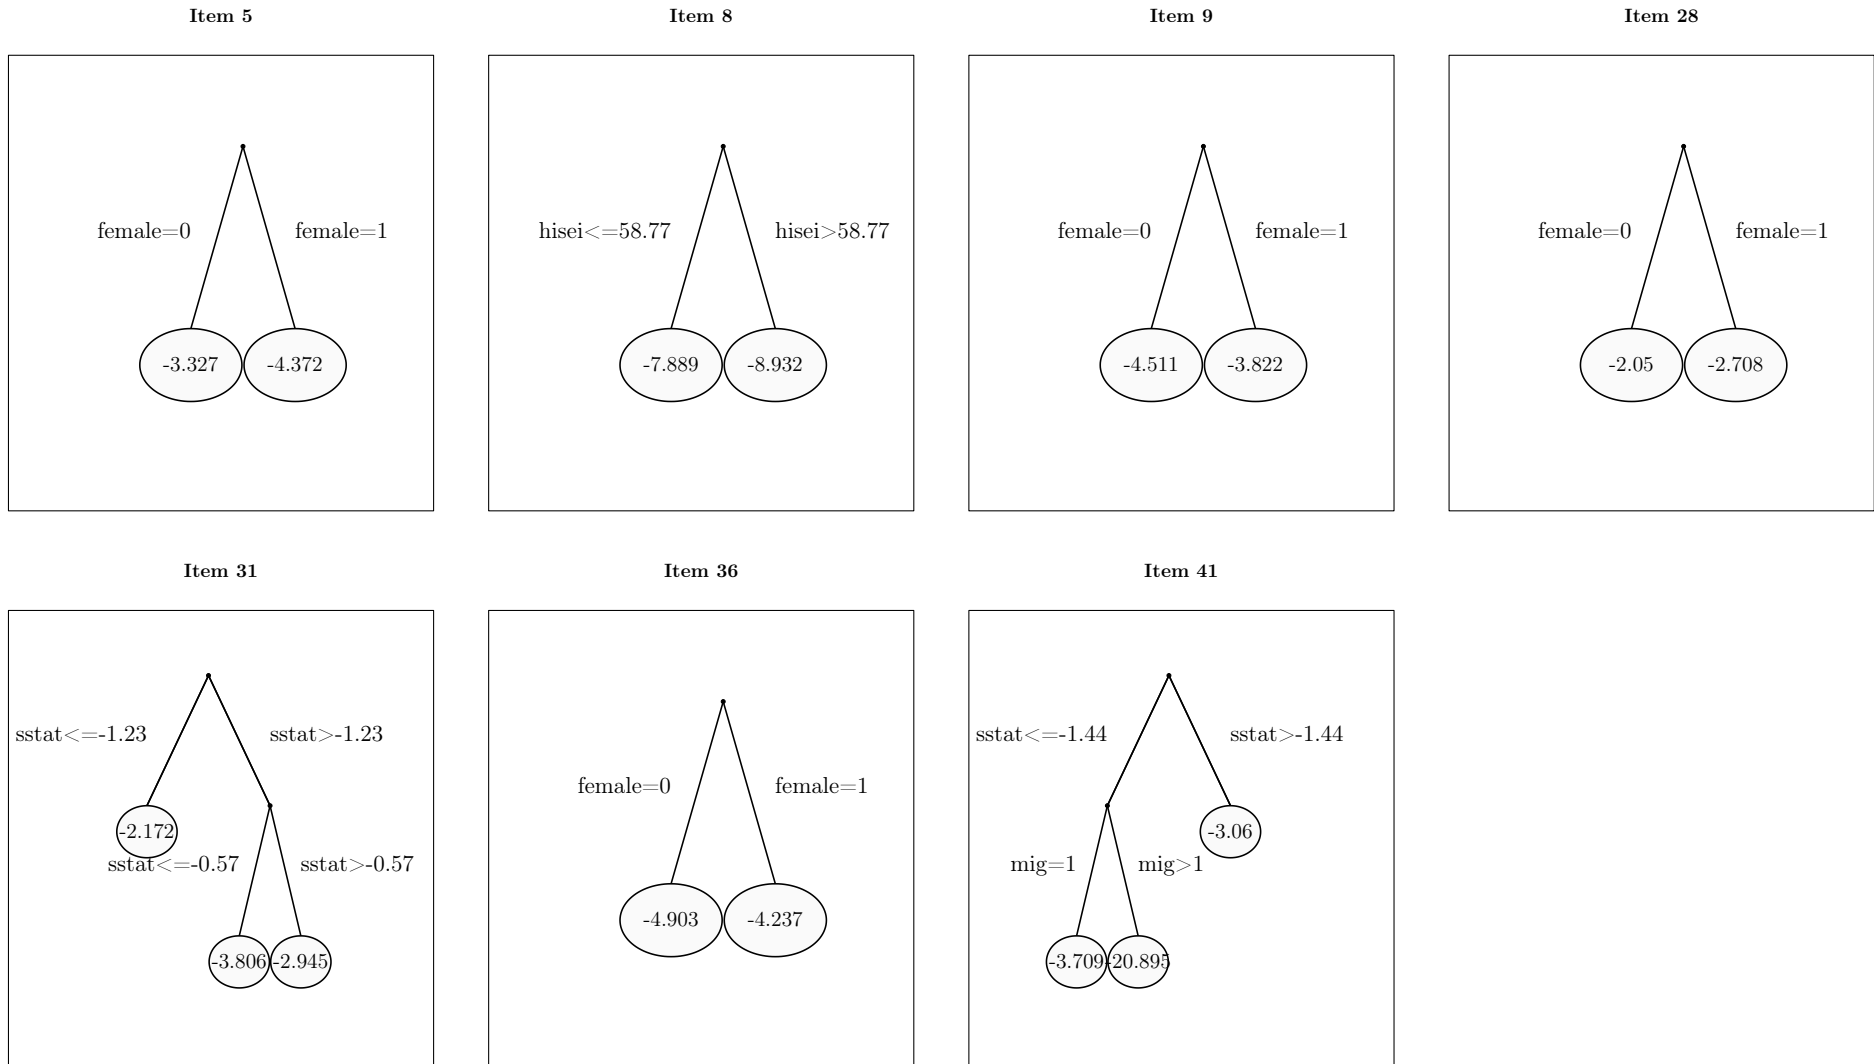 Item 5
Item 8
Item 9
Item 28
female=0
female=1
hisei<=58.77
hisei>58.77
female=0
female=1
female=0
female=1
-3.327
-4.372
-7.889
-8.932
-4.511
-3.822
-2.05
-2.708
Item 31
Item 36
Item 41
sstat<=-1.23
sstat>-1.23
-2.172
sstat<=-0.57
sstat>-0.57
-3.806
-2.945
female=0
female=1
-4.903
-4.237
sstat<=-1.44
sstat>-1.44
-3.06
mig=1
mig>1
-3.709
-20.895